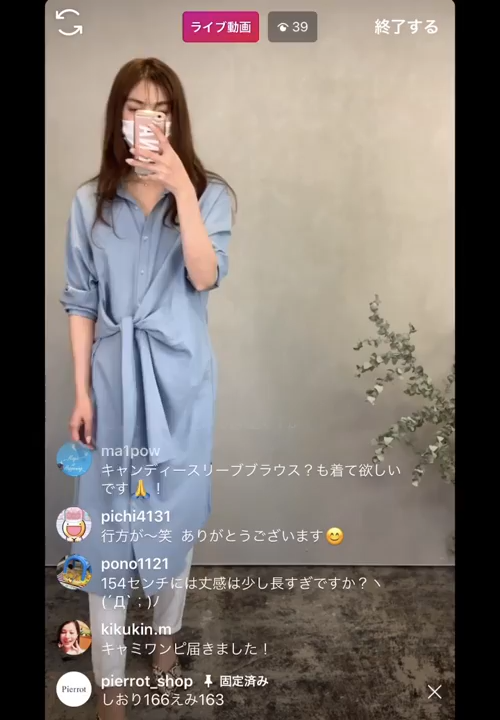 ライブ動画
39
終了する
ma1pow
キャンディースリーブブラウス？も着て欲しい
です🙏！
pichi4131
行方が〜笑 ありがとうございます😊
pono1121
154センチには丈感は少し長すぎですか？ヽ
(´Д`；)ﾉ
kikukin.m
キャミワンピ届きました！
Pierrot
pierrot_shop 📌 固定済み
しおり166えみ163